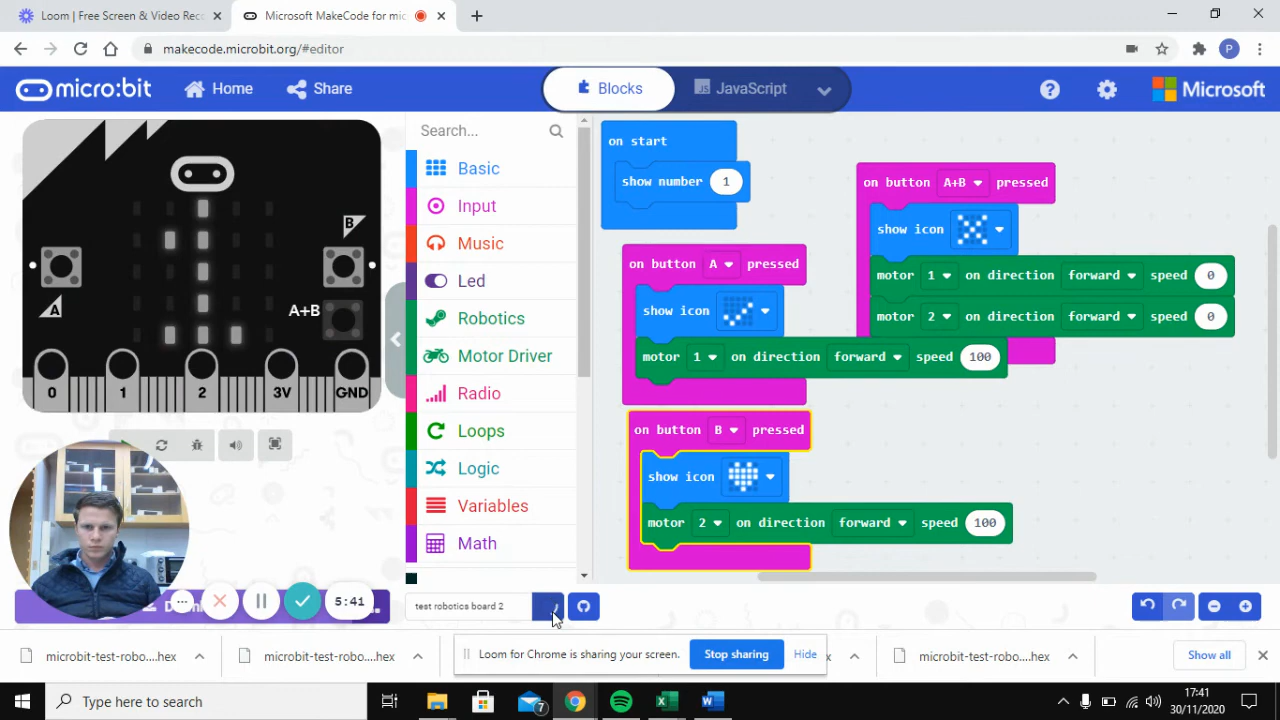 Loom | Free Screen & Video Rec
Microsoft MakeCode for mic
makecode.microbit.org/#editor
P
micro:bit
Home
Share
Blocks
JS
JavaScript
?
Microsoft
A
B
A+B
0
1
2
3V
GND
5:41
Search...
Basic
Input
Music
Led
Robotics
Motor Driver
Radio
Loops
Logic
Variables
Math
on start
show number 1
on button A pressed
show icon
motor 1 on direction forward speed 100
on button B pressed
show icon
motor 2 on direction forward speed 100
on button A+B pressed
show icon
motor 1 on direction forward speed 0
motor 2 on direction forward speed 0
test robotics board 2
microbit-test-robo....hex
microbit-test-robo....hex
Loom for Chrome is sharing your screen.
Stop sharing
Hide
microbit-test-robo....hex
Show all
Type here to search
7
17:41
30/11/2020